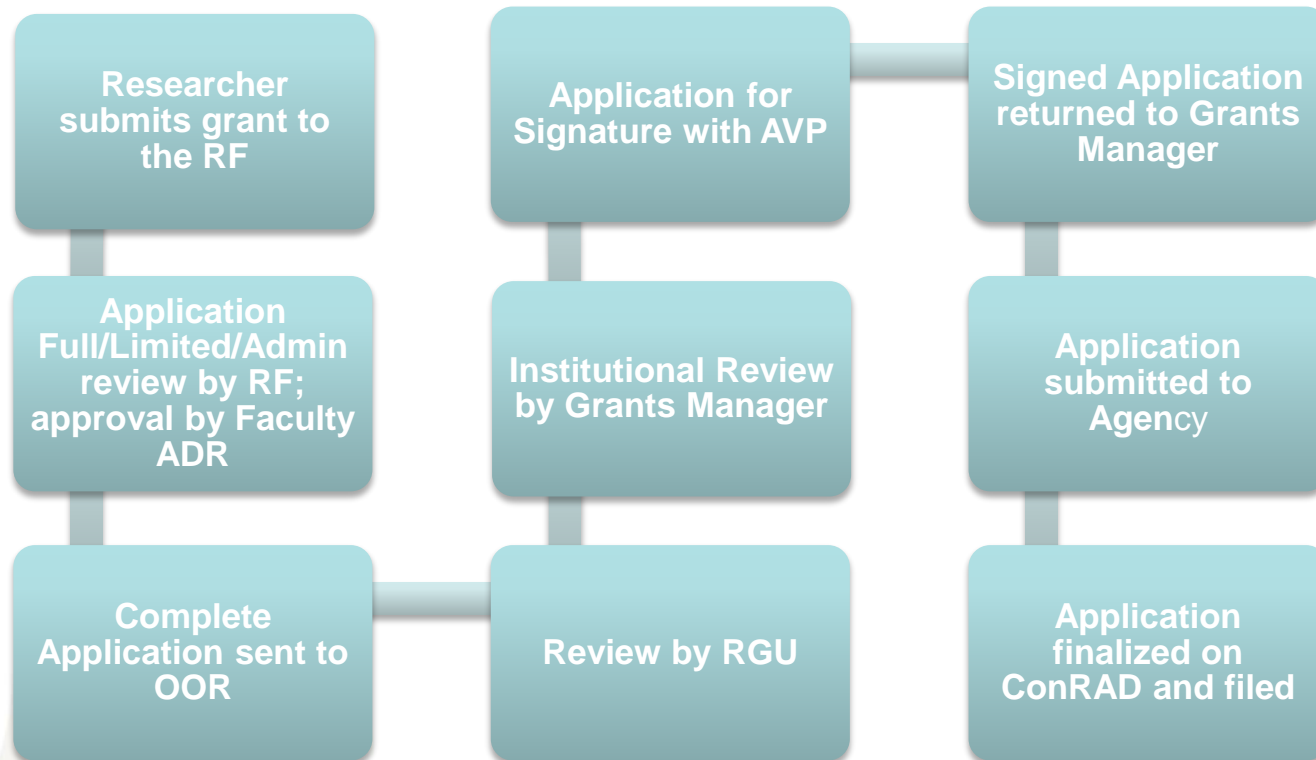 Researcher
submits grant to
the RF
Application
Full/Limited/Admin
review by RF;
approval by Faculty
ADR
Complete
Application sent to
OOR
Review by RGU
Institutional Review
by Grants Manager
Application for
Signature with AVP
Signed Application
returned to Grants
Manager
Application
submitted to
Agency
Application
finalized on
ConRAD and filed